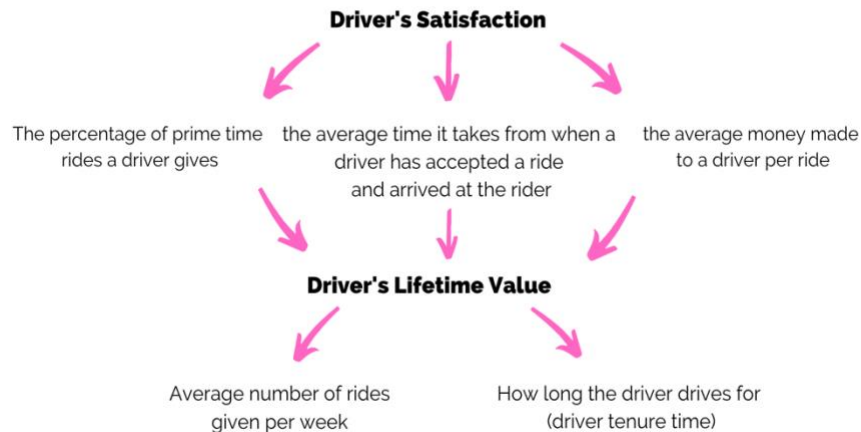 Driver's Satisfaction
The percentage of prime time
rides a driver gives
the average time it takes from when a
driver has accepted a ride
and arrived at the rider
the average money made
to a driver per ride
Driver's Lifetime Value
Average number of rides
given per week
How long the driver drives for
(driver tenure time)